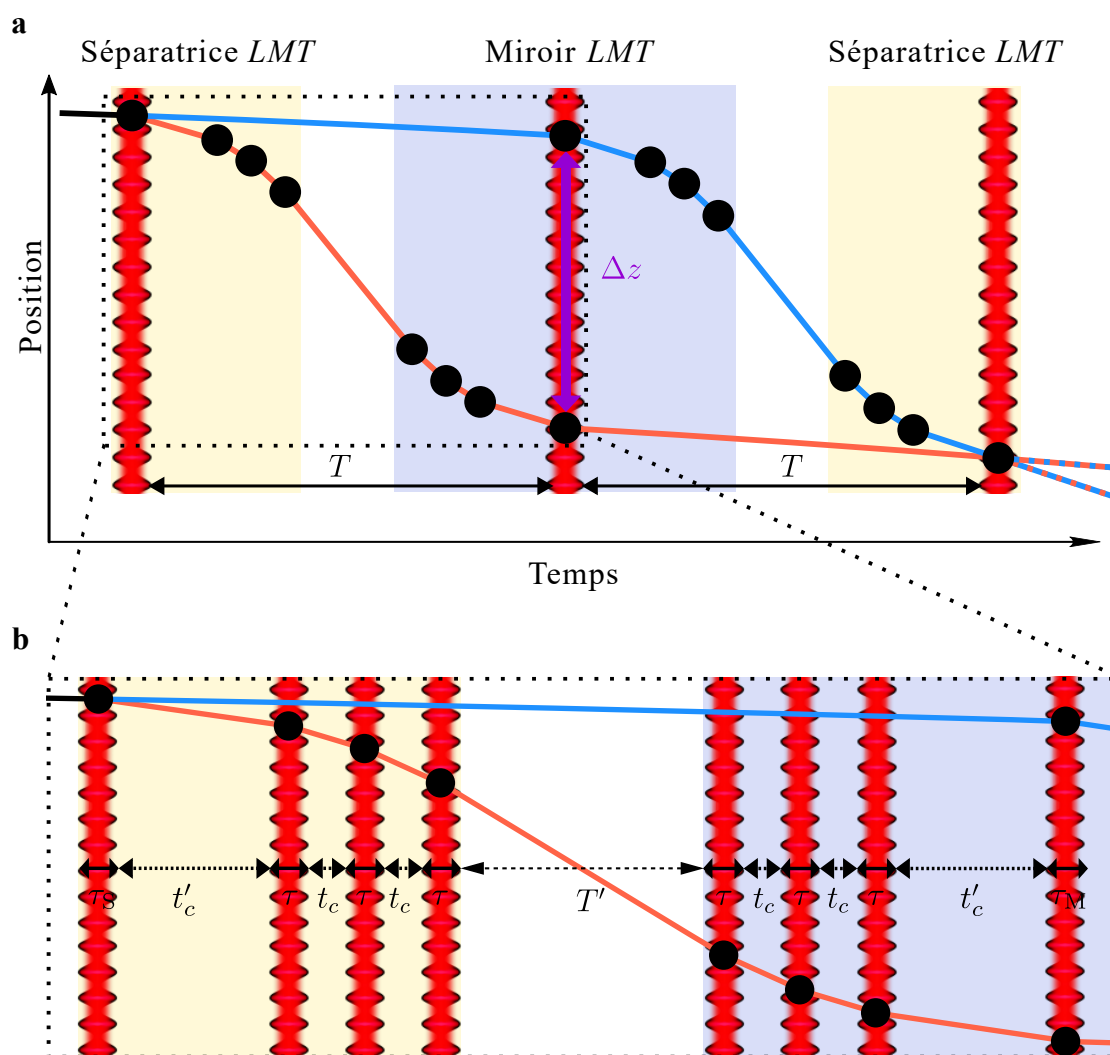 a
Séparatrice LMT Miroir LMT Séparatrice LMT
Position
Δz
T T
Temps
b
τS t′c τ tc τ tc τ T′ τ tc τ tc τ t′c τM